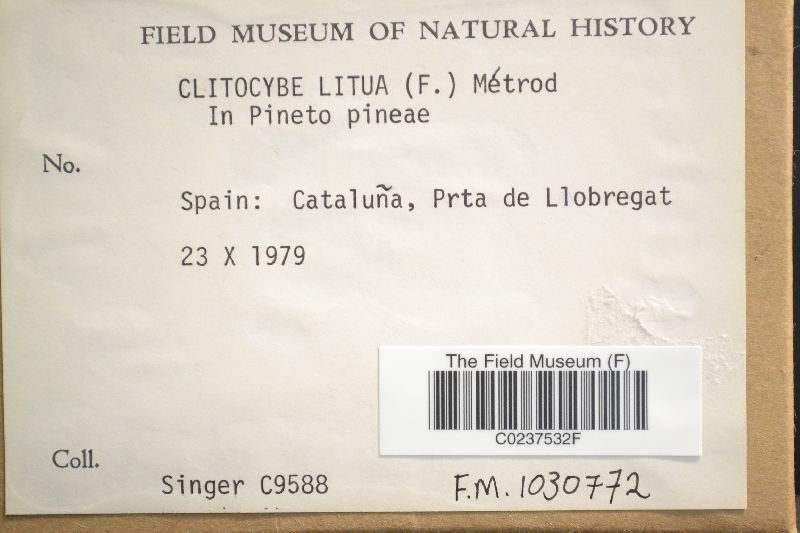 FIELD MUSEUM OF NATURAL HISTORY
CLITOCYBE LITUA (F.) Métrod
In Pineto pineae
No.
Spain: Cataluña, Prta de Llobregat
23 X 1979
The Field Museum (F)
C0237532F
Coll.
Singer C9588
F.M. 1030772